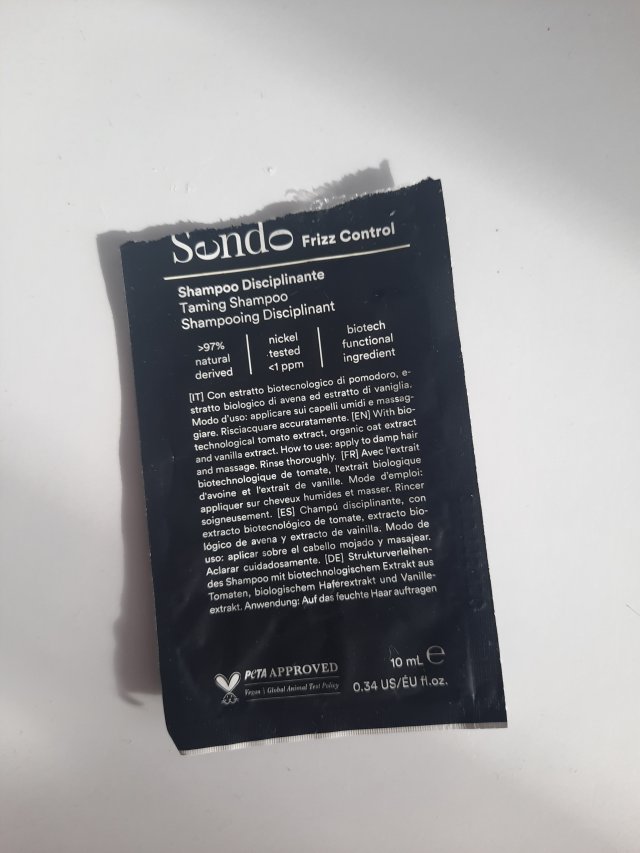 Sendo Frizz Control
Shampoo Disciplinante
Taming Shampoo
Shampooing Disciplinant
>97%
natural
derived
nickel
tested
<1 ppm
biotech
functional
ingredient
[IT] Con estratto biotecnologico di pomodoro, e-
stratto biologico di avena ed estratto di vaniglia.
Modo d'uso: applicare sui capelli umidi e massag-
giare. Risciacquare accuratamente. [EN] With bio-
technological tomato extract, organic oat extract
and vanilla extract. How to use: apply to damp hair
and massage. Rinse thoroughly. [FR] Avec l'extrait
biotechnologique de tomate, l'extrait biologique
d'avoine et l'extrait de vanille. Mode d'emploi:
appliquer sur cheveux humides et masser. Rincer
soigneusement. [ES] Champú disciplinante, con
extracto biotecnológico de tomate, extracto bio-
lógico de avena y extracto de vainilla. Modo de
uso: aplicar sobre el cabello mojado y masajear.
Aclarar cuidadosamente. [DE] Strukturverleihen-
des Shampoo mit biotechnologischem Extrakt aus
Tomaten, biologischem Haferextrakt und Vanille-
extrakt. Anwendung: Auf das feuchte Haar auftragen
PETA APPROVED
Vegan | Global Animal Test Policy
10 mL ℮
0.34 US/EU fl.oz.